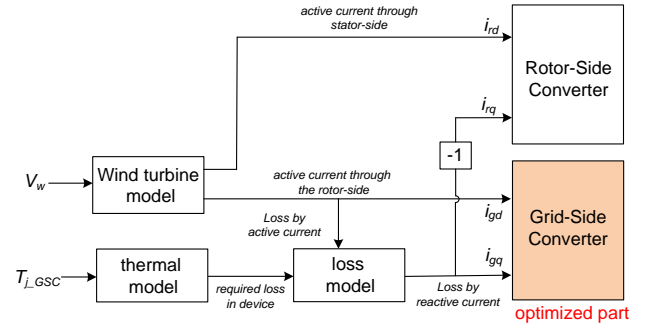 active current through
stator-side
i_rd
Rotor-Side
Converter
i_rq
-1
V_w
Wind turbine
model
active current through
the rotor-side
i_gd
Loss by
active current
Grid-Side
Converter
T_j_GSC
thermal
model
required loss
in device
loss
model
i_gq
Loss by
reactive current
optimized part